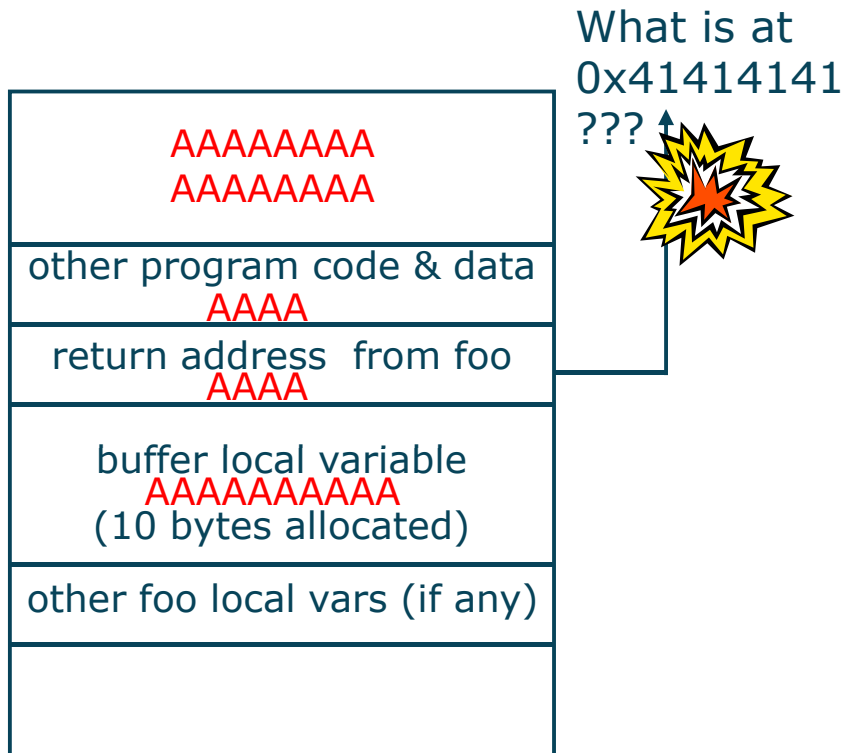 What is at
0x41414141
???
AAAAAAAA
AAAAAAAA
other program code & data
AAAA
return address from foo
AAAA
buffer local variable
AAAAAAAAAA
(10 bytes allocated)
other foo local vars (if any)